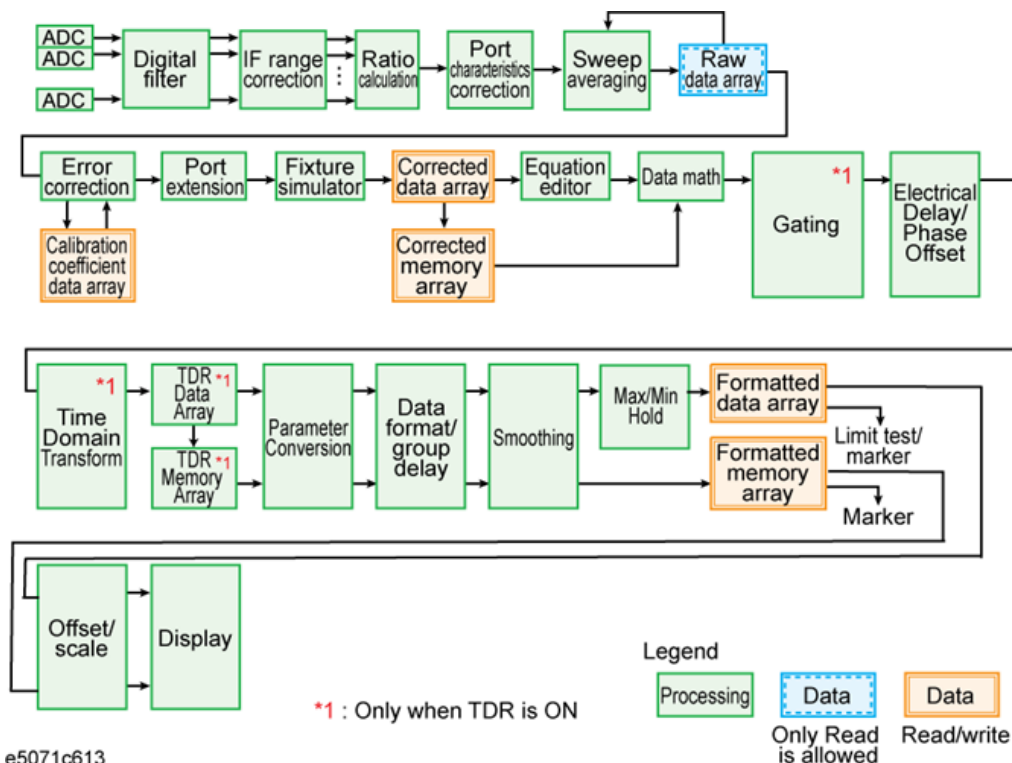 ADC
ADC
ADC
Digital
filter
IF range
correction
Ratio
calculation
Port
characteristics
correction
Sweep
averaging
Raw
data array
Error
correction
Port
extension
Fixture
simulator
Corrected
data array
Equation
editor
Data math
*1
Gating
Electrical
Delay/
Phase
Offset
Calibration
coefficient
data array
Corrected
memory
array
*1
Time
Domain
Transform
TDR *1
Data
Array
TDR *1
Memory
Array
Parameter
Conversion
Data
format/
group
delay
Smoothing
Max/Min
Hold
Formatted
data array
Limit test/
marker
Formatted
memory
array
Marker
Offset/
scale
Display
*1 : Only when TDR is ON
Legend
Processing
Data
Data
Only Read
is allowed
Read/write
e5071c613